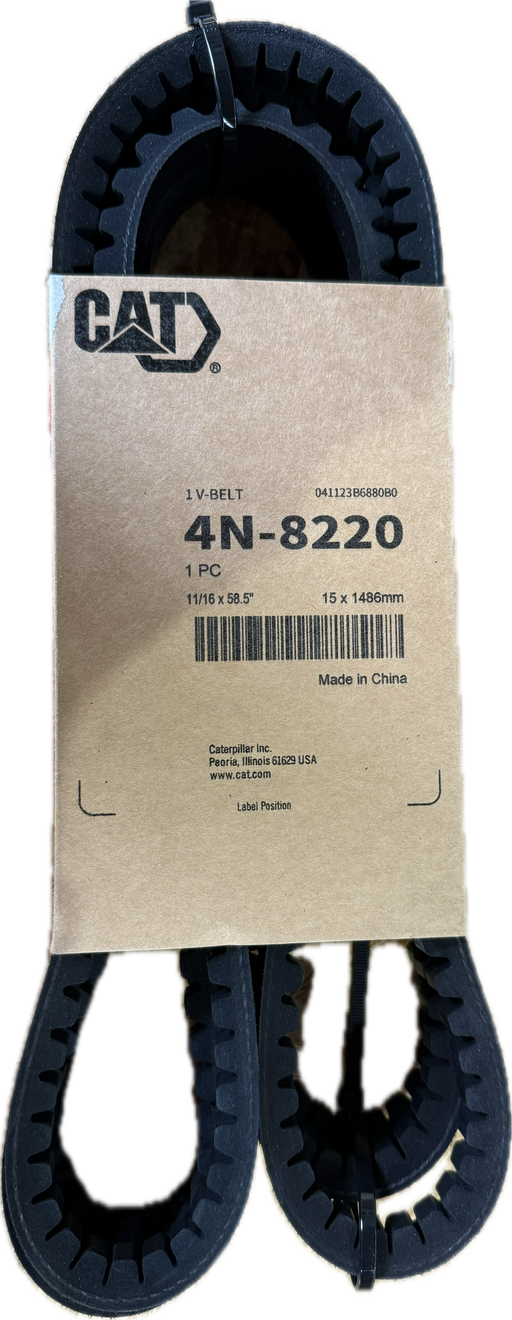 CAT
®
1 V-BELT 041123B6880B0
4N-8220
1 PC
11/16 x 58.5" 15 x 1486mm
Made in China
Caterpillar Inc.
Peoria, Illinois 61629 USA
www.cat.com
Label Position